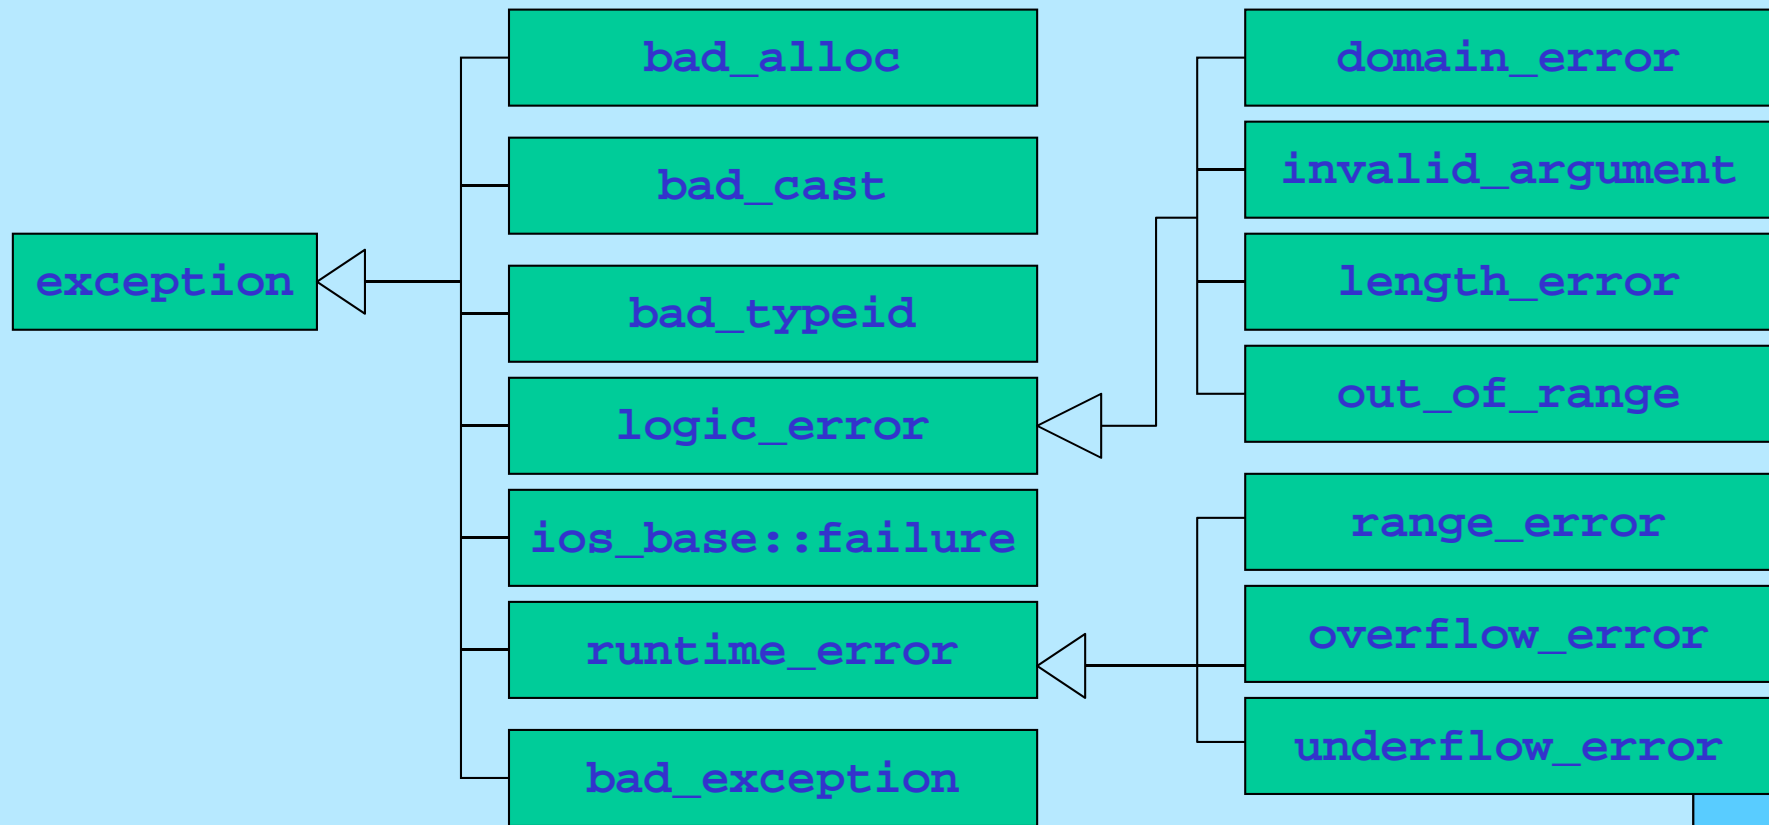 exception
bad_alloc
bad_cast
bad_typeid
logic_error
ios_base::failure
runtime_error
bad_exception
domain_error
invalid_argument
length_error
out_of_range
range_error
overflow_error
underflow_error